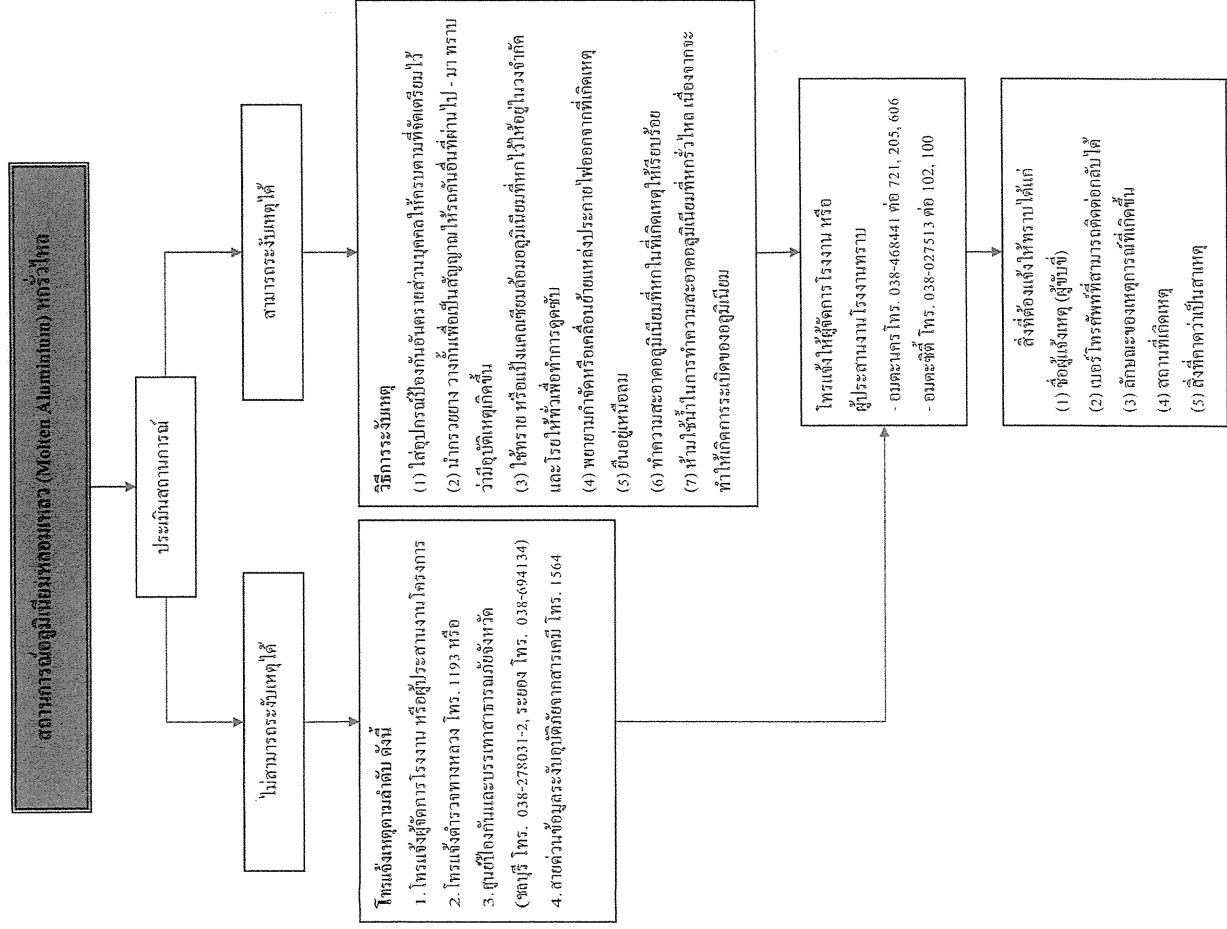 สถานการณ์อลูมิเนียมหลอมเหลว (Molten Aluminium) หกรั่วไหล
ประเมินสถานการณ์
ไม่สามารถระงับเหตุได้
สามารถระงับเหตุได้
โทรแจ้งเหตุตามลำดับ ดังนี้
1. โทรแจ้งผู้จัดการโรงงาน หรือผู้ประสานงานโครงการ
2. โทรแจ้งตำรวจทางหลวง โทร. 1193 หรือ
3. ศูนย์ป้องกันและบรรเทาสาธารณภัยจังหวัด
(ชลบุรี โทร. 038-278031-2, ระยอง โทร. 038-694134)
4. สายด่วนข้อมูลระงับอุบัติภัยจากสารเคมี โทร. 1564
วิธีการระงับเหตุ
(1) ใส่อุปกรณ์ป้องกันอันตรายส่วนบุคคลให้ครบตามที่จัดเตรียมไว้
(2) นำกรวยยาง วางกั้นเพื่อเป็นสัญญาณให้รถคันอื่นที่ผ่านไป - มา ทราบ
ว่ามีอุบัติเหตุเกิดขึ้น
(3) ใช้ทราย หรือแป้งแคลเซียมล้อมอลูมิเนียมที่หกไว้ให้อยู่ในวงจำกัด
และโรยให้ทั่วเพื่อทำการดูดซับ
(4) พยายามกำจัดหรือเคลื่อนย้ายแหล่งประกายไฟออกจากที่เกิดเหตุ
(5) ยืนอยู่เหนือลม
(6) ทำความสะอาดอลูมิเนียมที่หกในที่เกิดเหตุให้เรียบร้อย
(7) ห้ามใช้น้ำในการทำความสะอาดอลูมิเนียมที่หกรั่วไหล เนื่องจากจะ
ทำให้เกิดการระเบิดของอลูมิเนียม
โทรแจ้งให้ผู้จัดการโรงงาน หรือ
ผู้ประสานงานโรงงานทราบ
- อมตะนคร โทร. 038-468441 ต่อ 721, 205, 606
- อมตะซิตี้ โทร. 038-027513 ต่อ 102, 100
สิ่งที่ต้องแจ้งให้ทราบได้แก่
(1) ชื่อผู้แจ้งเหตุ (ผู้ขับขี่)
(2) เบอร์โทรศัพท์ที่สามารถติดต่อกลับได้
(3) ลักษณะของเหตุการณ์ที่เกิดขึ้น
(4) สถานที่เกิดเหตุ
(5) สิ่งที่คาดว่าเป็นสาเหตุ